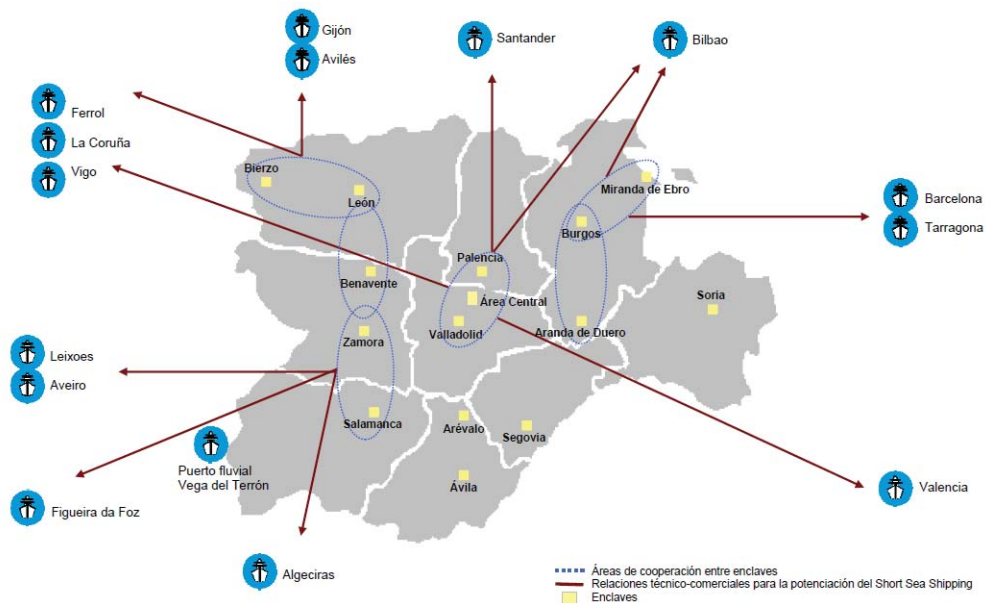 Gijón
Avilés
Santander
Bilbao
Ferrol
La Coruña
Vigo
Bierzo
León
Miranda de Ebro
Barcelona
Tarragona
Burgos
Palencia
Benavente
Área Central
Soria
Valladolid
Aranda de Duero
Zamora
Leixoes
Aveiro
Salamanca
Arévalo
Segovia
Puerto fluvial
Vega del Terrón
Ávila
Valencia
Figueira da Foz
Algeciras
Áreas de cooperación entre enclaves
Relaciones técnico-comerciales para la potenciación del Short Sea Shipping
Enclaves